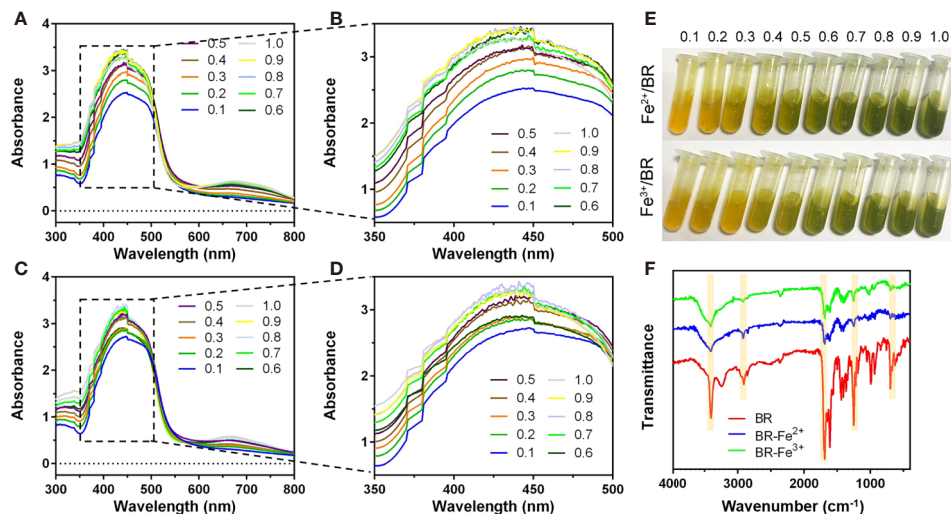 A
Absorbance
4
3
2
1
0
0.5
0.4
0.3
0.2
0.1
1.0
0.9
0.8
0.7
0.6
300 400 500 600 700 800
Wavelength (nm)
B
Absorbance
3
2
1
0.5 1.0
0.4 0.9
0.3 0.8
0.2 0.7
0.1 0.6
350 400 450 500
Wavelength (nm)
E
0.1 0.2 0.3 0.4 0.5 0.6 0.7 0.8 0.9 1.0
Fe²⁺/BR
Fe³⁺/BR
C
Absorbance
4
3
2
1
0
0.5 1.0
0.4 0.9
0.3 0.8
0.2 0.7
0.1 0.6
300 400 500 600 700 800
Wavelength (nm)
D
Absorbance
3
2
1
0.5 1.0
0.4 0.9
0.3 0.8
0.2 0.7
0.1 0.6
350 400 450 500
Wavelength (nm)
F
Transmittance
BR
BR-Fe²⁺
BR-Fe³⁺
4000 3000 2000 1000
Wavenumber (cm⁻¹)